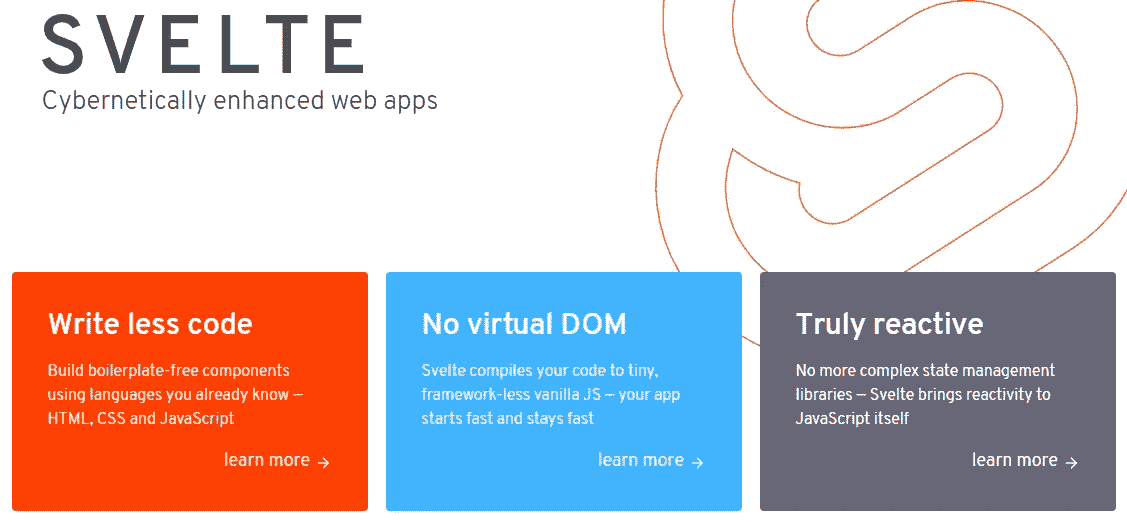 SVELTE
Cybernetically enhanced web apps
Write less code
Build boilerplate-free components
using languages you already know —
HTML, CSS and JavaScript
learn more →
No virtual DOM
Svelte compiles your code to tiny,
framework-less vanilla JS — your app
starts fast and stays fast
learn more →
Truly reactive
No more complex state management
libraries — Svelte brings reactivity to
JavaScript itself
learn more →